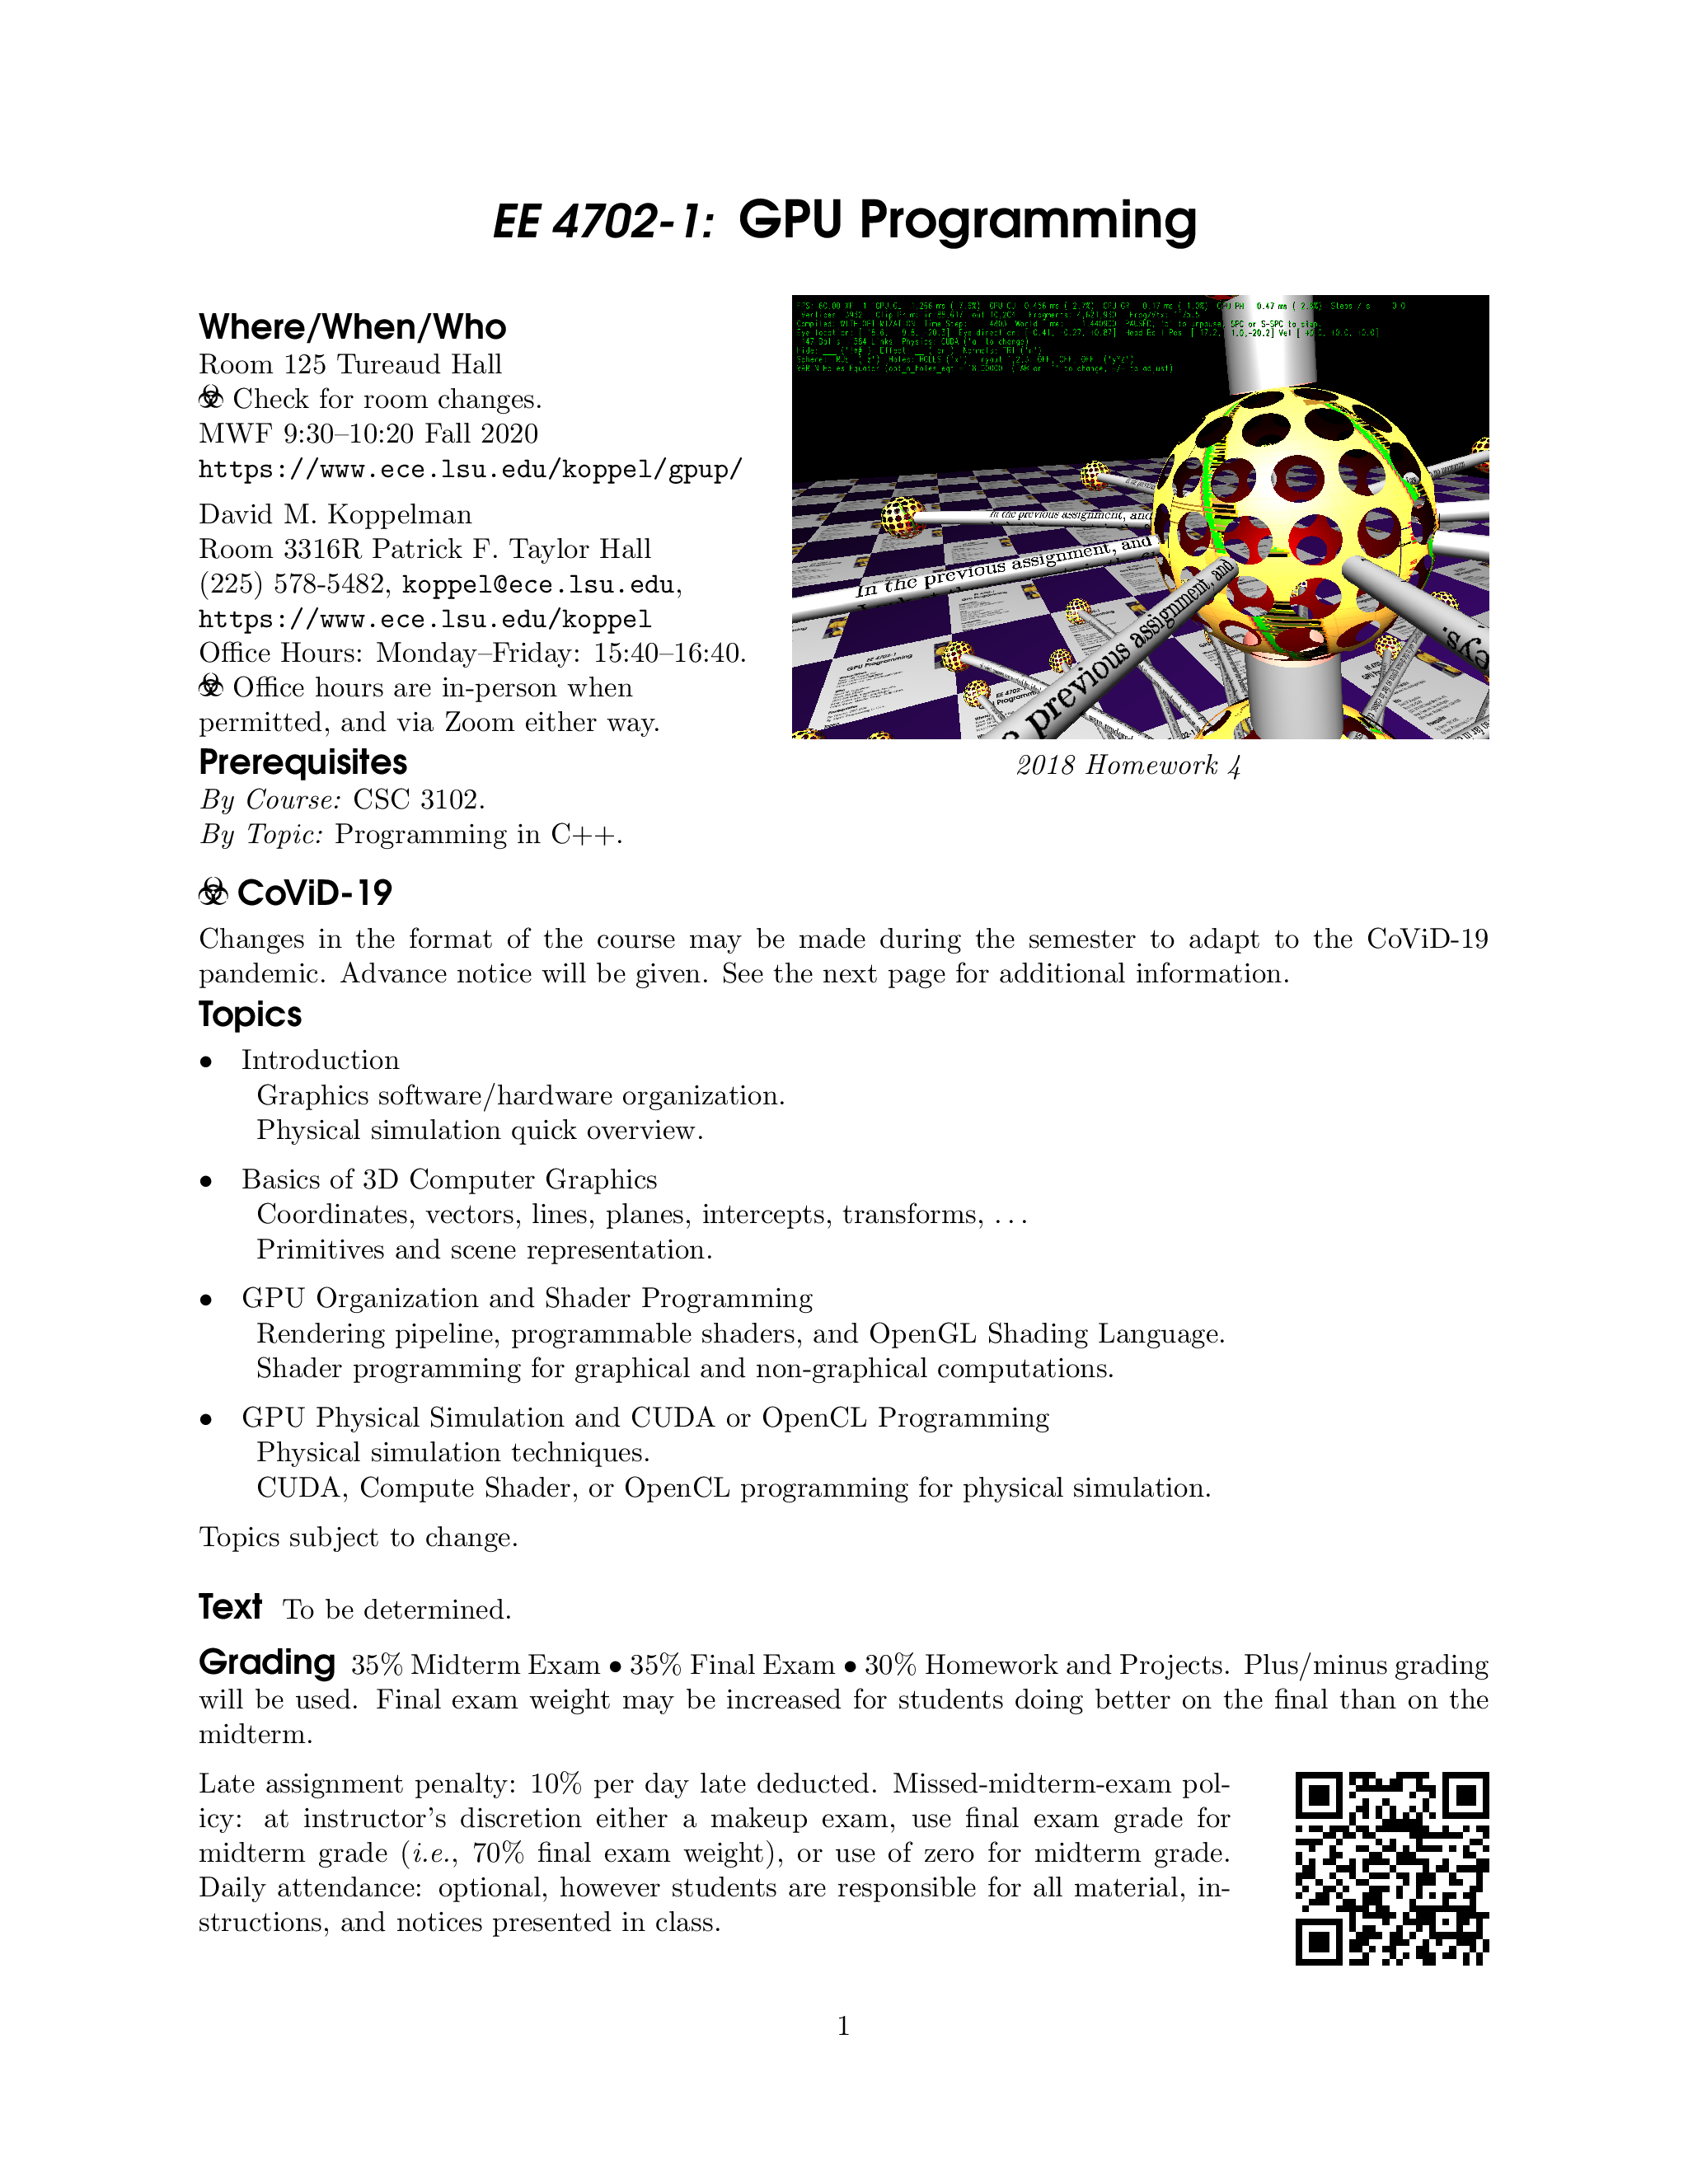 EE 4702-1: GPU Programming
Where/When/Who
Room 125 Tureaud Hall
☣ Check for room changes.
MWF 9:30–10:20 Fall 2020
https://www.ece.lsu.edu/koppel/gpup/
David M. Koppelman
Room 3316R Patrick F. Taylor Hall
(225) 578-5482, koppel@ece.lsu.edu,
https://www.ece.lsu.edu/koppel
Office Hours: Monday–Friday: 15:40–16:40.
☣ Office hours are in-person when
permitted, and via Zoom either way.
Prerequisites
By Course: CSC 3102.
By Topic: Programming in C++.
In the previous assignment, and
In the previous assignment, and
previous assignment, and
EE 4702-1
GPU Programming
2018 Homework 4
☣ CoViD-19
Changes in the format of the course may be made during the semester to adapt to the CoViD-19
pandemic. Advance notice will be given. See the next page for additional information.
Topics
• Introduction
Graphics software/hardware organization.
Physical simulation quick overview.
• Basics of 3D Computer Graphics
Coordinates, vectors, lines, planes, intercepts, transforms, . . .
Primitives and scene representation.
• GPU Organization and Shader Programming
Rendering pipeline, programmable shaders, and OpenGL Shading Language.
Shader programming for graphical and non-graphical computations.
• GPU Physical Simulation and CUDA or OpenCL Programming
Physical simulation techniques.
CUDA, Compute Shader, or OpenCL programming for physical simulation.
Topics subject to change.
Text To be determined.
Grading 35% Midterm Exam • 35% Final Exam • 30% Homework and Projects. Plus/minus grading
will be used. Final exam weight may be increased for students doing better on the final than on the
midterm.
Late assignment penalty: 10% per day late deducted. Missed-midterm-exam pol-
icy: at instructor's discretion either a makeup exam, use final exam grade for
midterm grade (i.e., 70% final exam weight), or use of zero for midterm grade.
Daily attendance: optional, however students are responsible for all material, in-
structions, and notices presented in class.
1